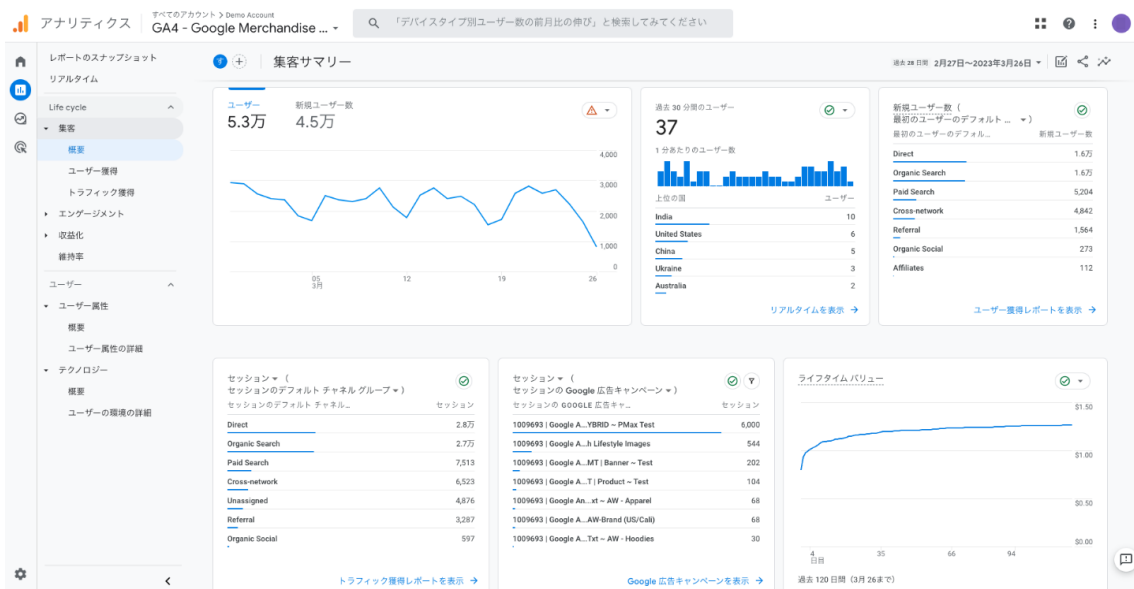 アナリティクス
すべてのアカウント > Demo Account
GA4 - Google Merchandise ...
「デバイスタイプ別ユーザー数の前月比の伸び」と検索してみてください
レポートのスナップショット
リアルタイム
Life cycle
集客
概要
ユーザー獲得
トラフィック獲得
エンゲージメント
収益化
維持率
ユーザー
ユーザー属性
概要
ユーザー属性の詳細
テクノロジー
概要
ユーザーの環境の詳細
す
集客サマリー
過去 28 日間 2月27日～2023年3月26日
ユーザー
5.3万
新規ユーザー数
4.5万
4,000
3,000
2,000
1,000
0
05
3月
12
19
26
過去 30 分間のユーザー
37
1 分あたりのユーザー数
上位の国 ユーザー
India 10
United States 6
China 5
Ukraine 3
Australia 2
リアルタイムを表示
新規ユーザー数 (
最初のユーザーのデフォルト ... )
最初のユーザーのデフォル... 新規ユーザー数
Direct 1.6万
Organic Search 1.6万
Paid Search 5,204
Cross-network 4,842
Referral 1,564
Organic Social 273
Affiliates 112
ユーザー獲得レポートを表示
セッション (
セッションのデフォルト チャネル グループ )
セッションのデフォルト チャネル... セッション
Direct 2.8万
Organic Search 2.7万
Paid Search 7,513
Cross-network 6,523
Unassigned 4,876
Referral 3,287
Organic Social 597
トラフィック獲得レポートを表示
セッション (
セッションの Google 広告キャンペーン )
セッションの GOOGLE 広告キャ... セッション
1009693 | Google A...YBRID ~ PMax Test 6,000
1009693 | Google A...h Lifestyle Images 544
1009693 | Google A...MT | Banner ~ Test 202
1009693 | Google A...T | Product ~ Test 104
1009693 | Google An...xt ~ AW - Apparel 68
1009693 | Google A...AW-Brand (US/Cali) 68
1009693 | Google A...Txt ~ AW - Hoodies 30
Google 広告キャンペーンを表示
ライフタイム バリュー
$1.50
$1.00
$0.50
$0.00
4
日目
35
66
94
過去 120 日間（3月 26まで）